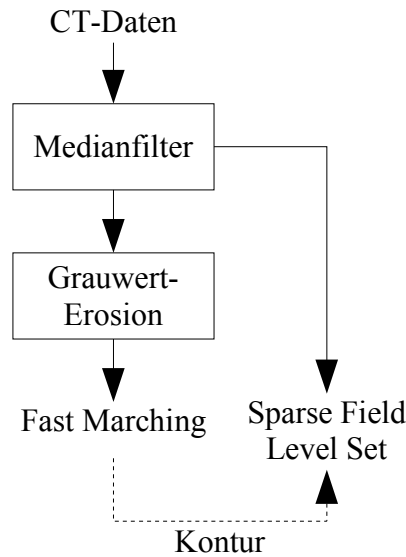 CT-Daten
Medianfilter
Grauwert-
Erosion
Fast Marching
Sparse Field
Level Set
Kontur